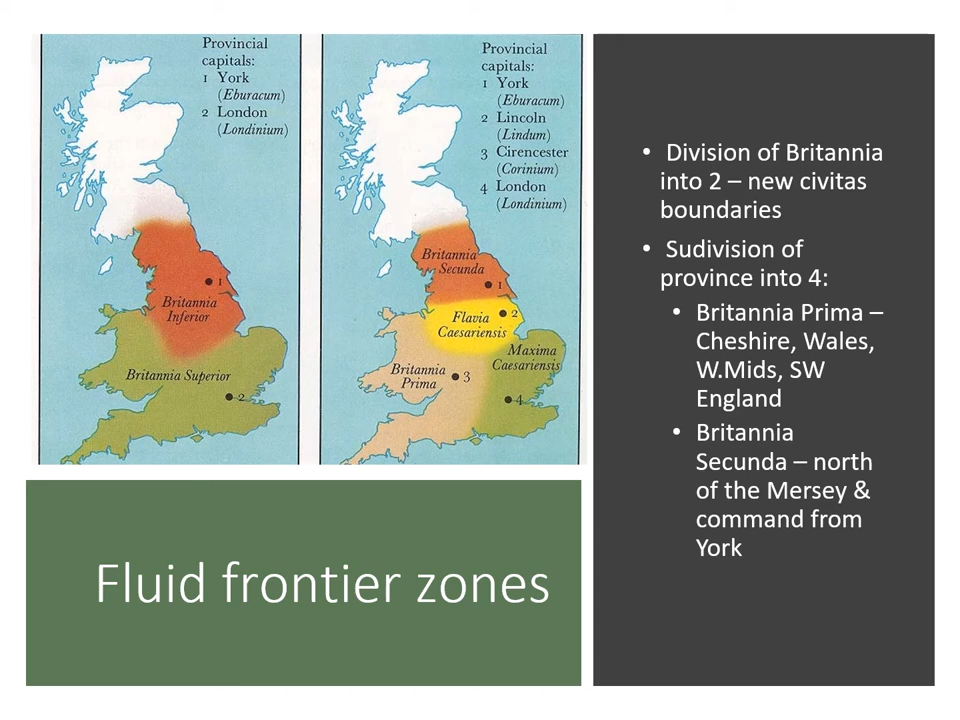 Provincial
capitals:
1 York
(Eburacum)
2 London
(Londinium)
1
Britannia
Inferior
Britannia Superior
2
Provincial
capitals:
1 York
(Eburacum)
2 Lincoln
(Lindum)
3 Cirencester
(Corinium)
4 London
(Londinium)
Britannia
Secunda
1
Flavia
Caesariensis
2
Maxima
Caesariensis
Britannia
Prima
3
4
• Division of Britannia
into 2 – new civitas
boundaries
• Sudivision of
province into 4:
• Britannia Prima –
Cheshire, Wales,
W.Mids, SW
England
• Britannia
Secunda – north
of the Mersey &
command from
York
Fluid frontier zones